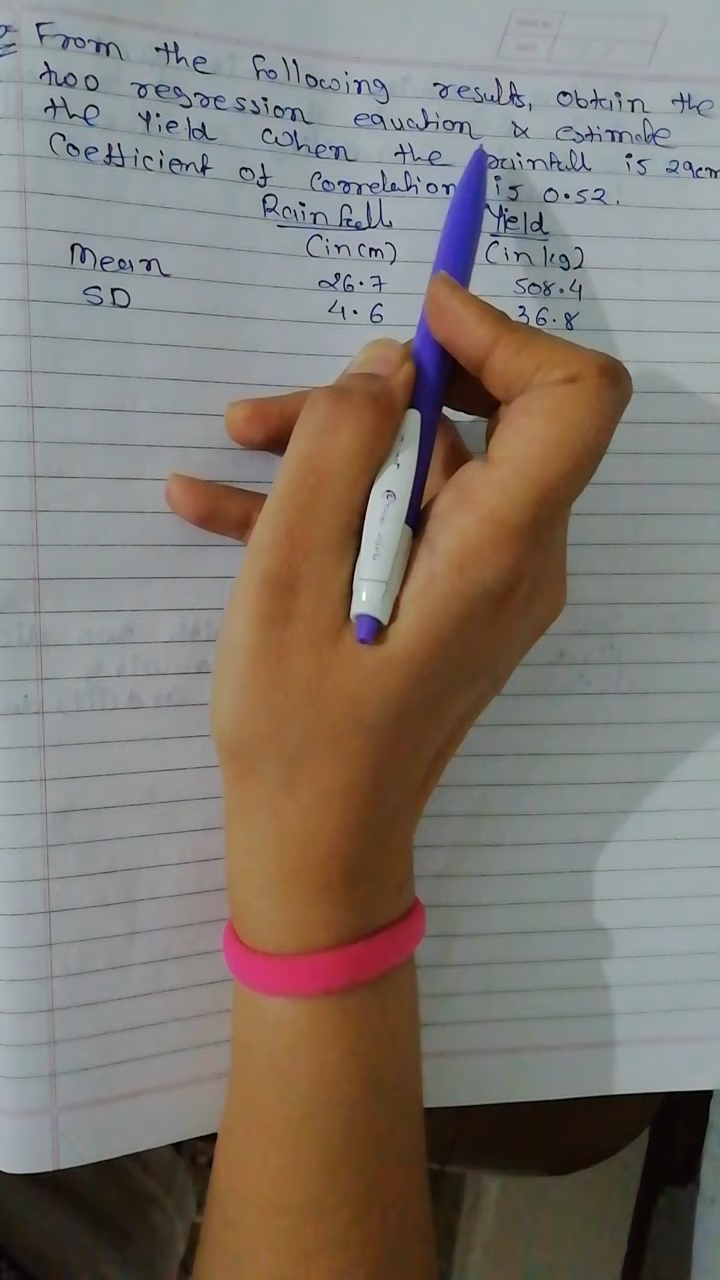 From the following results, obtain the
two regression equation & estimate
the Yield when the rainfall is 29cm
Coefficient of Correlation is 0.52.
Rainfall Yield
(in cm) (in kg)
Mean 26.7 508.4
SD 4.6 36.8